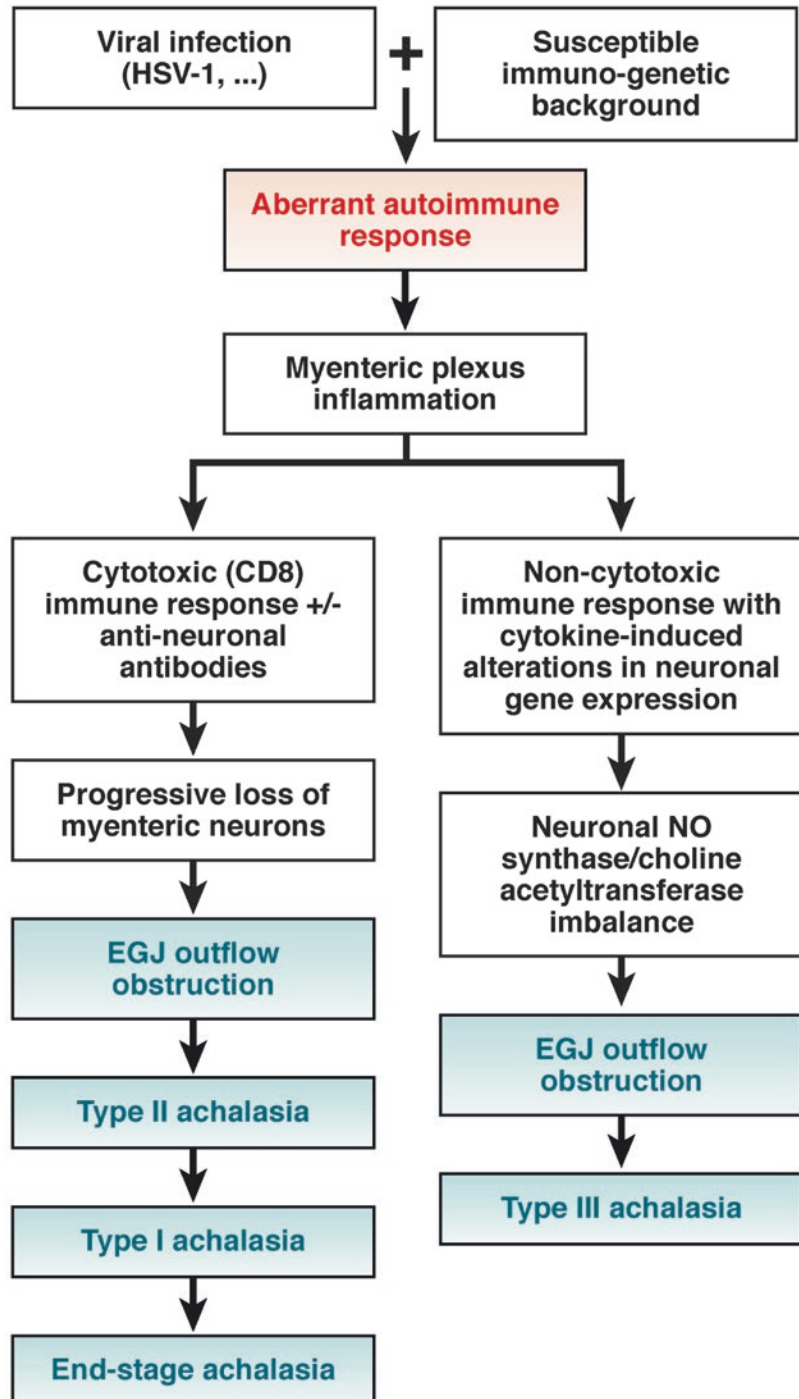 Viral infection
(HSV-1, ...)
+
Susceptible
immuno-genetic
background
Aberrant autoimmune
response
Myenteric plexus
inflammation
Cytotoxic (CD8)
immune response +/-
anti-neuronal
antibodies
Progressive loss of
myenteric neurons
EGJ outflow
obstruction
Type II achalasia
Type I achalasia
End-stage achalasia
Non-cytotoxic
immune response with
cytokine-induced
alterations in neuronal
gene expression
Neuronal NO
synthase/choline
acetyltransferase
imbalance
EGJ outflow
obstruction
Type III achalasia